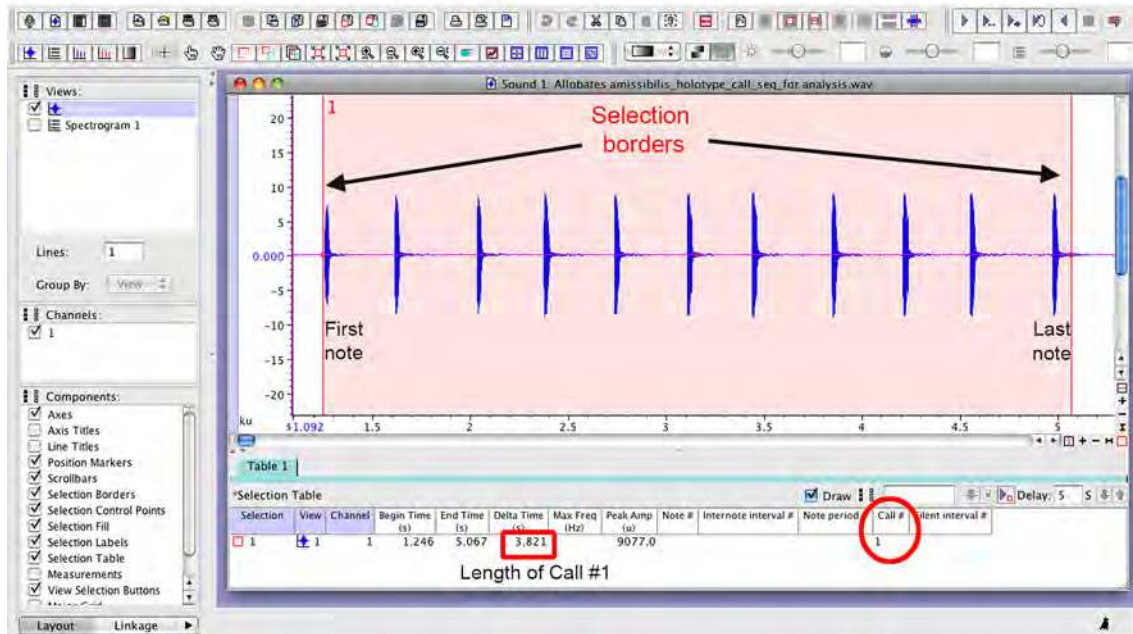 Sound 1: Allobates amissibilis_holotype_call_seq_for analysis.wav
Views:
Spectrogram 1
Lines: 1
Group By: View
Channels:
1
Components:
Axes
Axis Titles
Line Titles
Position Markers
Scrollbars
Selection Borders
Selection Control Points
Selection Fill
Selection Labels
Selection Table
Measurements
View Selection Buttons
Layout Linkage
1
Selection
borders
20
15
10
5
0.000
-5
-10
-15
-20
First
note
Last
note
ku
s1.092 1.5 2 2.5 3 3.5 4 4.5 5
Table 1
*Selection Table Draw Delay: 5 S
Selection View Channel Begin Time (s) End Time (s) Delta Time (s) Max Freq (Hz) Peak Amp (u) Note # Internote interval # Note period Call # Silent interval #
1 1 1 1.246 5.067 3.821 9077.0 1
Length of Call #1